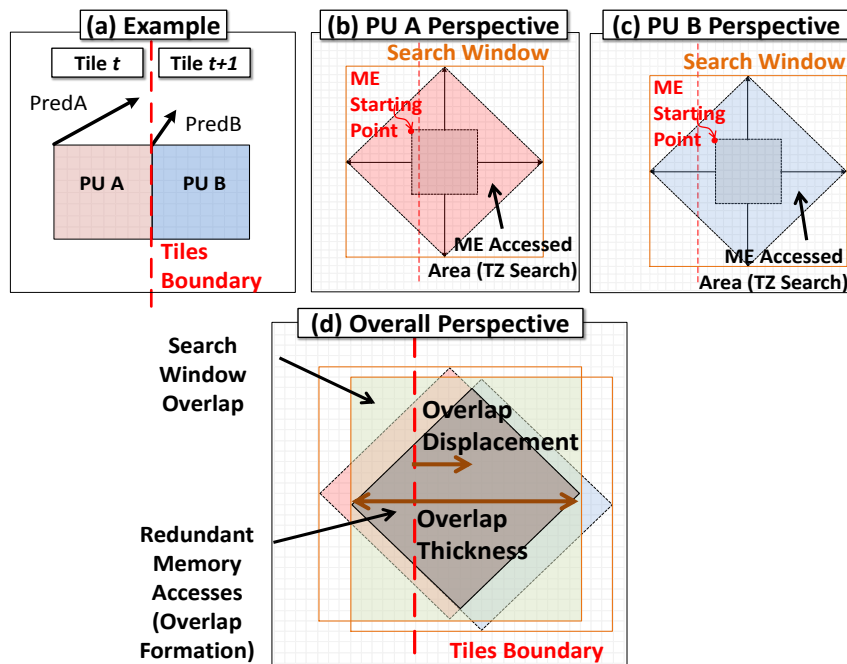 (a) Example
Tile t
Tile t+1
PredA
PredB
PU A
PU B
Tiles
Boundary
(b) PU A Perspective
Search Window
ME
Starting
Point
ME Accessed
Area (TZ Search)
(c) PU B Perspective
Search Window
ME
Starting
Point
ME Accessed
Area (TZ Search)
(d) Overall Perspective
Search
Window
Overlap
Overlap
Displacement
Overlap
Thickness
Redundant
Memory
Accesses
(Overlap
Formation)
Tiles Boundary